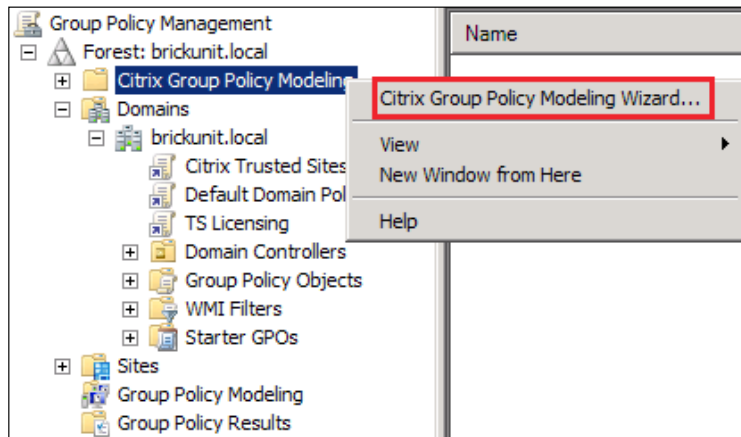 Group Policy Management
Name
Forest: brickunit.local
Citrix Group Policy Modeling
Citrix Group Policy Modeling Wizard...
Domains
View
brickunit.local
New Window from Here
Citrix Trusted Sites
Default Domain Pol
Help
TS Licensing
Domain Controllers
Group Policy Objects
WMI Filters
Starter GPOs
Sites
Group Policy Modeling
Group Policy Results